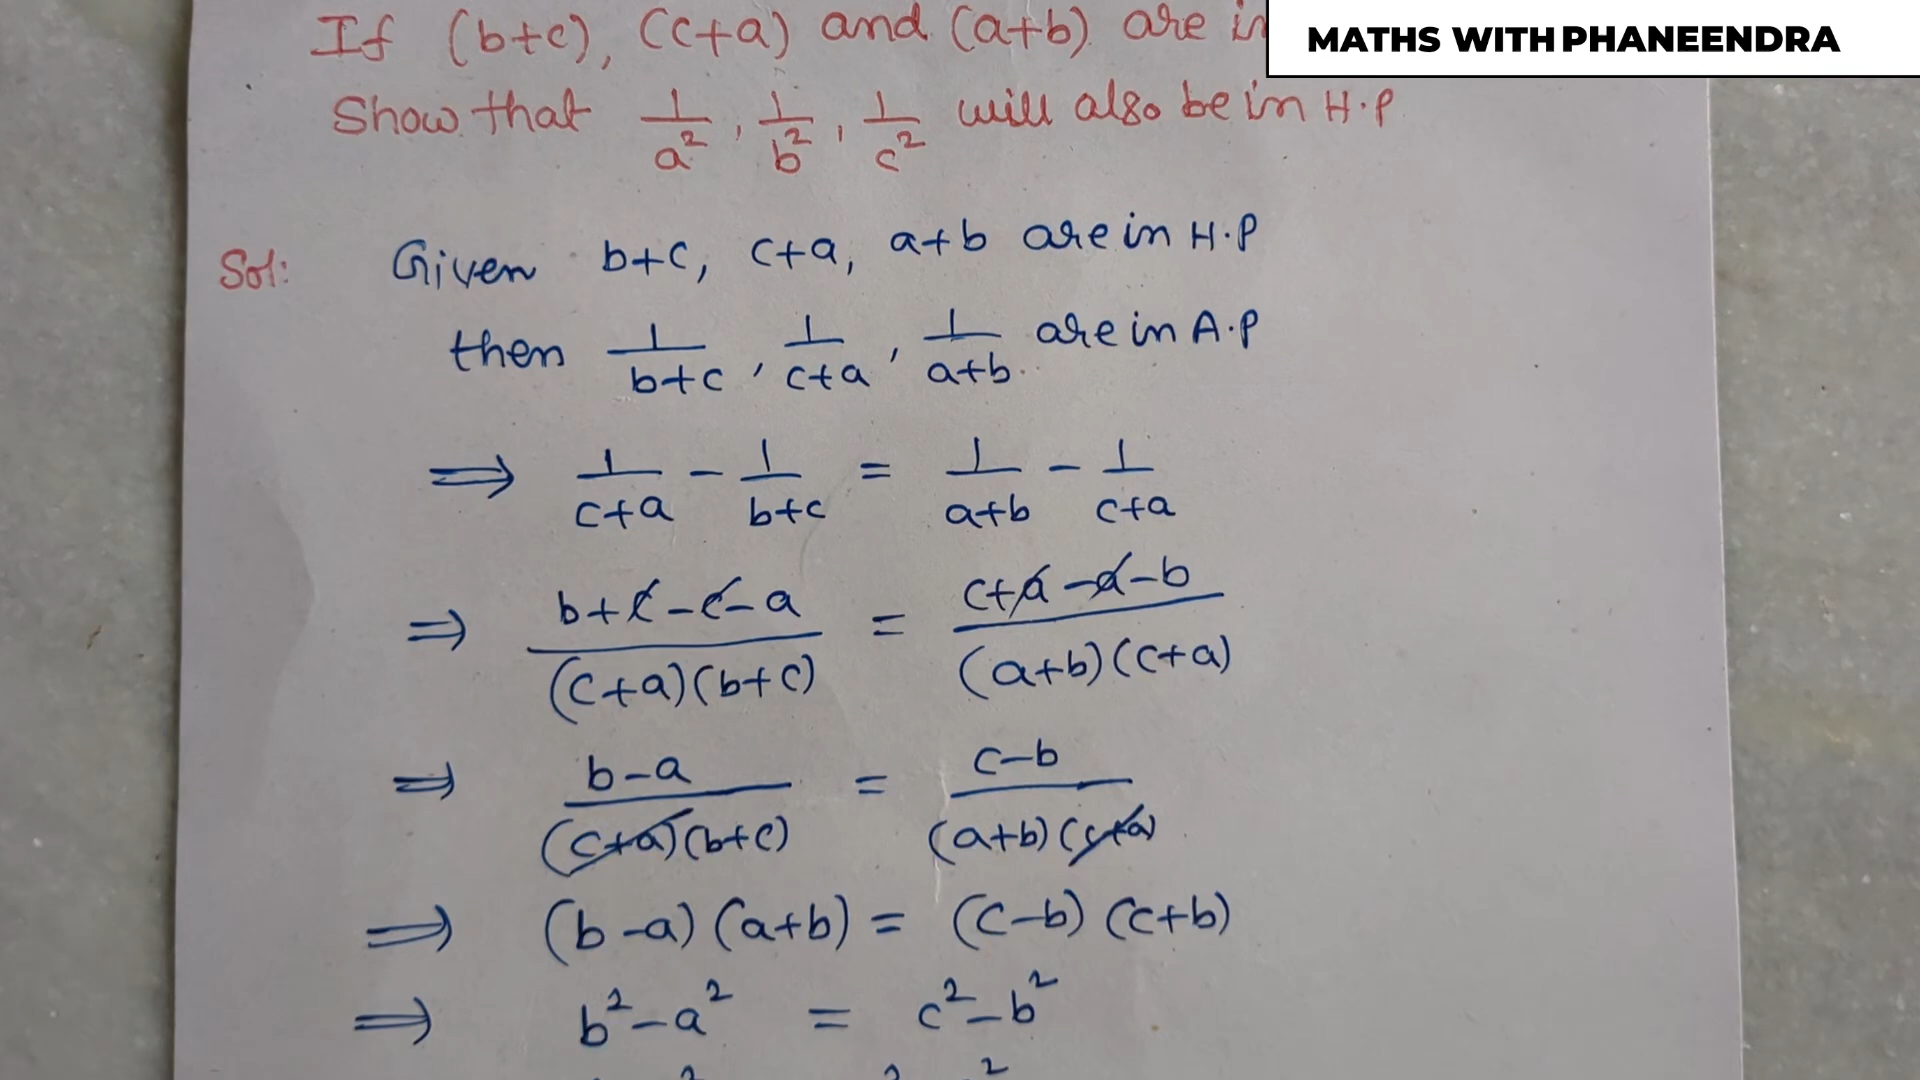 If (b+c), (c+a) and (a+b) are in
MATHS WITH PHANEENDRA
Show that 1/a², 1/b², 1/c² will also be in H.P
Sol: Given b+c, c+a, a+b are in H.P
then 1/(b+c), 1/(c+a), 1/(a+b) are in A.P
⇒ 1/(c+a) - 1/(b+c) = 1/(a+b) - 1/(c+a)
⇒ (b+c-c-a)/((c+a)(b+c)) = (c+a-a-b)/((a+b)(c+a))
⇒ (b-a)/((c+a)(b+c)) = (c-b)/((a+b)(c+a))
⇒ (b-a)(a+b) = (c-b)(c+b)
⇒ b²-a² = c²-b²